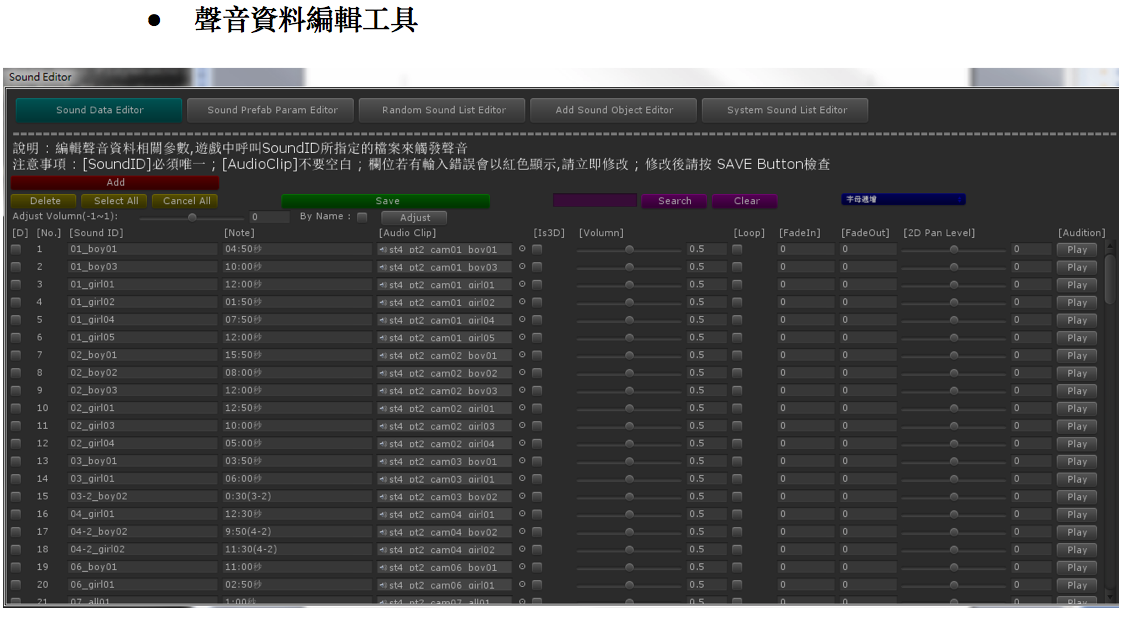 ● 聲音資料編輯工具
Sound Editor
Sound Data Editor Sound Prefab Param Editor Random Sound List Editor Add Sound Object Editor System Sound List Editor
說明 : 編輯聲音資料相關參數,遊戲中呼叫SoundID所指定的檔案來觸發聲音
注意事項 : [SoundID]必須唯一 ; [AudioClip]不要空白 ; 欄位若有輸入錯誤會以紅色顯示,請立即修改 ; 修改後請按 SAVE Button檢查
Add
Delete Select All Cancel All Save Search Clear 字母遞增
Adjust Volumn(-1~1): 0 By Name : Adjust
[D] [No.] [Sound ID] [Note] [Audio Clip] [Is3D] [Volumn] [Loop] [FadeIn] [FadeOut] [2D Pan Level] [Audition]
1 01_boy01 04:50秒 st4_pt2_cam01_boy01 0.5 0 0 0 Play
2 01_boy03 10:00秒 st4_pt2_cam01_boy03 0.5 0 0 0 Play
3 01_girl01 12:00秒 st4_pt2_cam01_girl01 0.5 0 0 0 Play
4 01_girl02 01:50秒 st4_pt2_cam01_girl02 0.5 0 0 0 Play
5 01_girl04 07:50秒 st4_pt2_cam01_girl04 0.5 0 0 0 Play
6 01_girl05 12:00秒 st4_pt2_cam01_girl05 0.5 0 0 0 Play
7 02_boy01 15:50秒 st4_pt2_cam02_boy01 0.5 0 0 0 Play
8 02_boy02 08:00秒 st4_pt2_cam02_boy02 0.5 0 0 0 Play
9 02_boy03 12:00秒 st4_pt2_cam02_boy03 0.5 0 0 0 Play
10 02_girl01 12:50秒 st4_pt2_cam02_girl01 0.5 0 0 0 Play
11 02_girl03 10:00秒 st4_pt2_cam02_girl03 0.5 0 0 0 Play
12 02_girl04 05:00秒 st4_pt2_cam02_girl04 0.5 0 0 0 Play
13 03_boy01 03:50秒 st4_pt2_cam03_boy01 0.5 0 0 0 Play
14 03_girl01 06:00秒 st4_pt2_cam03_girl01 0.5 0 0 0 Play
15 03-2_boy02 0:30(3-2) st4_pt2_cam03_boy02 0.5 0 0 0 Play
16 04_girl01 12:30秒 st4_pt2_cam04_girl01 0.5 0 0 0 Play
17 04-2_boy02 9:50(4-2) st4_pt2_cam04_boy02 0.5 0 0 0 Play
18 04-2_girl02 11:30(4-2) st4_pt2_cam04_girl02 0.5 0 0 0 Play
19 06_boy01 11:00秒 st4_pt2_cam06_boy01 0.5 0 0 0 Play
20 06_girl01 02:50秒 st4_pt2_cam06_girl01 0.5 0 0 0 Play
21 07_all01 1:00秒 st4_pt2_cam07_all01 0.5 0 0 0 Play